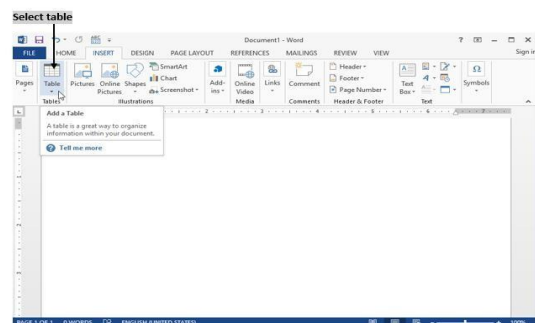 Select table
Document1 - Word
FILE HOME INSERT DESIGN PAGE LAYOUT REFERENCES MAILINGS REVIEW VIEW Sign in
Pages Table Pictures Online Pictures Shapes SmartArt Chart Screenshot Add-ins Online Video Links Comment Header Footer Page Number Text Box Symbols
Tables Illustrations Media Comments Header & Footer Text
Add a Table
A table is a great way to organize
information within your document.
Tell me more
PAGE 1 OF 1 0 WORDS ENGLISH (UNITED STATES) 100%